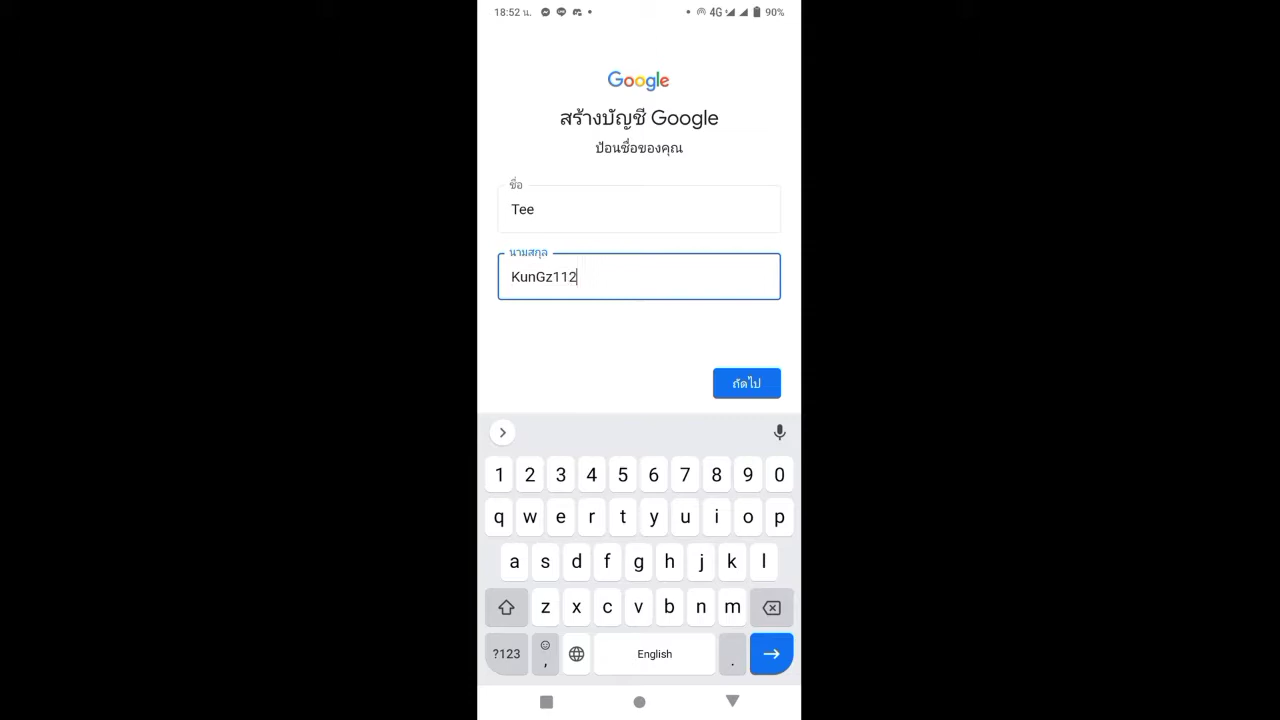 18:52 น. 4G 90%
Google
สร้างบัญชี Google
ป้อนชื่อของคุณ
ชื่อ
Tee
นามสกุล
KunGz112
ถัดไป
1 2 3 4 5 6 7 8 9 0
q w e r t y u i o p
a s d f g h j k l
z x c v b n m
?123 , English .